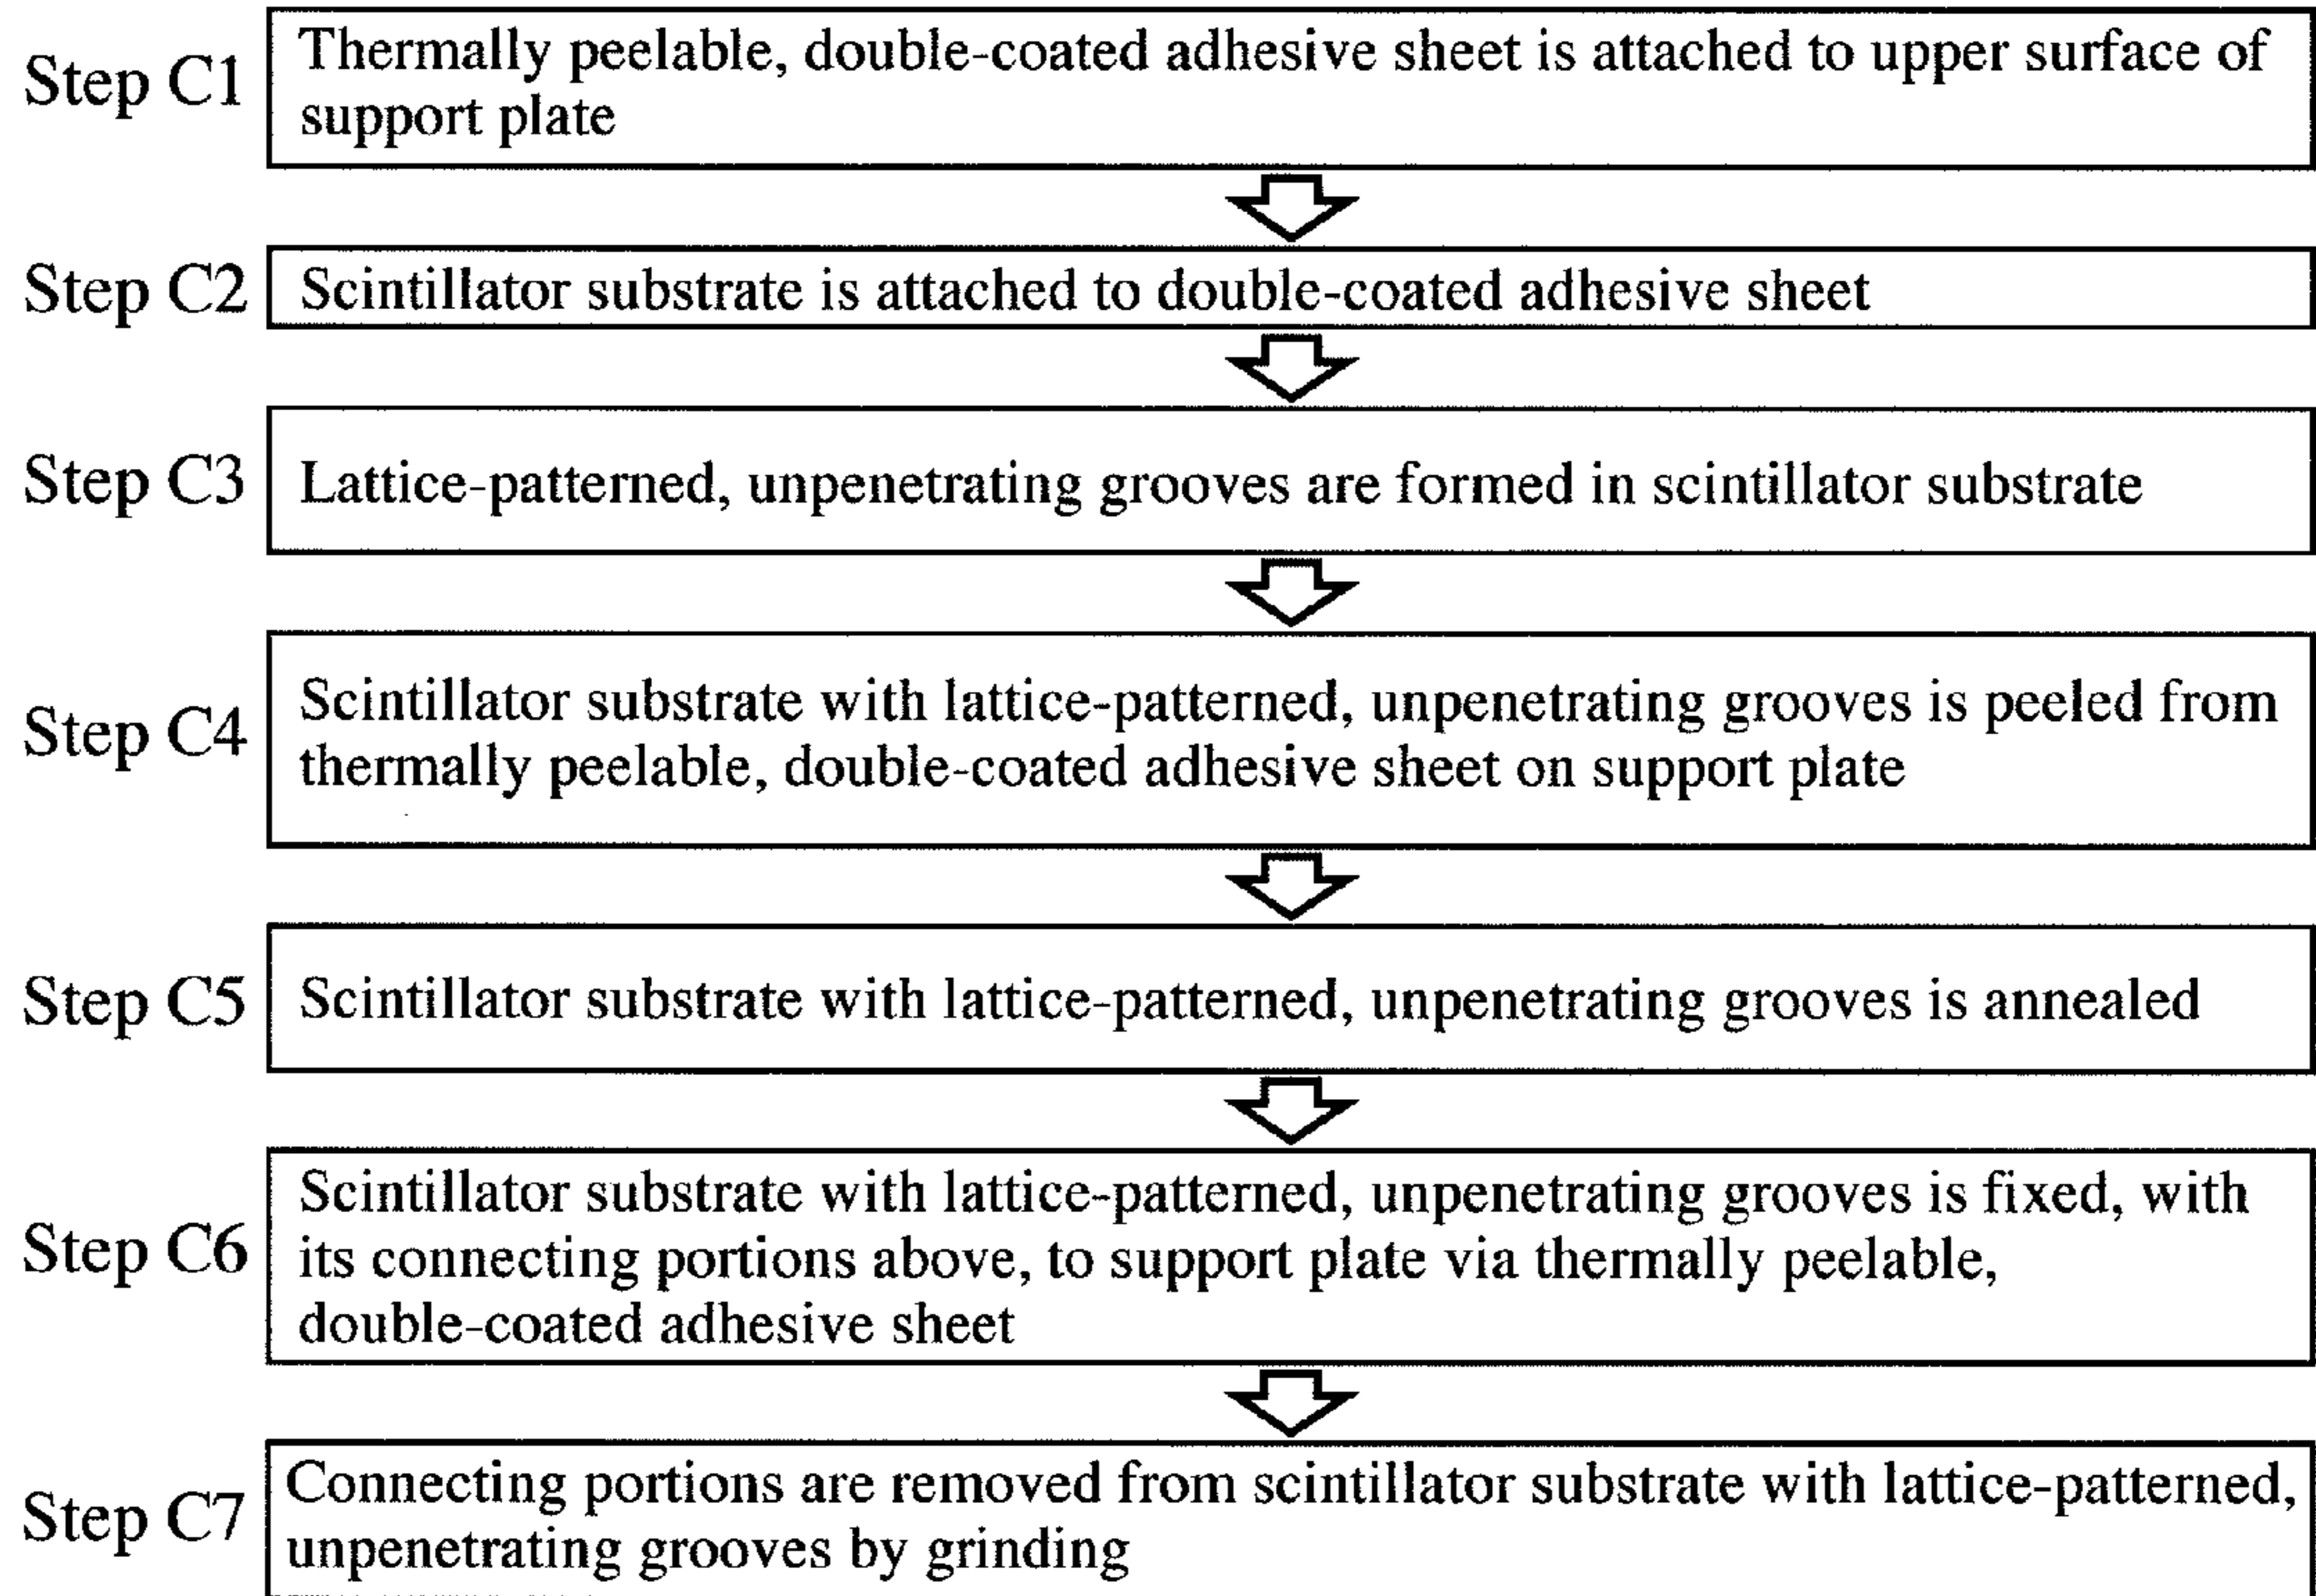 Step C1
Thermally peelable, double-coated adhesive sheet is attached to upper surface of
support plate
Step C2
Scintillator substrate is attached to double-coated adhesive sheet
Step C3
Lattice-patterned, unpenetrating grooves are formed in scintillator substrate
Step C4
Scintillator substrate with lattice-patterned, unpenetrating grooves is peeled from
thermally peelable, double-coated adhesive sheet on support plate
Step C5
Scintillator substrate with lattice-patterned, unpenetrating grooves is annealed
Step C6
Scintillator substrate with lattice-patterned, unpenetrating grooves is fixed, with
its connecting portions above, to support plate via thermally peelable,
double-coated adhesive sheet
Step C7
Connecting portions are removed from scintillator substrate with lattice-patterned,
unpenetrating grooves by grinding